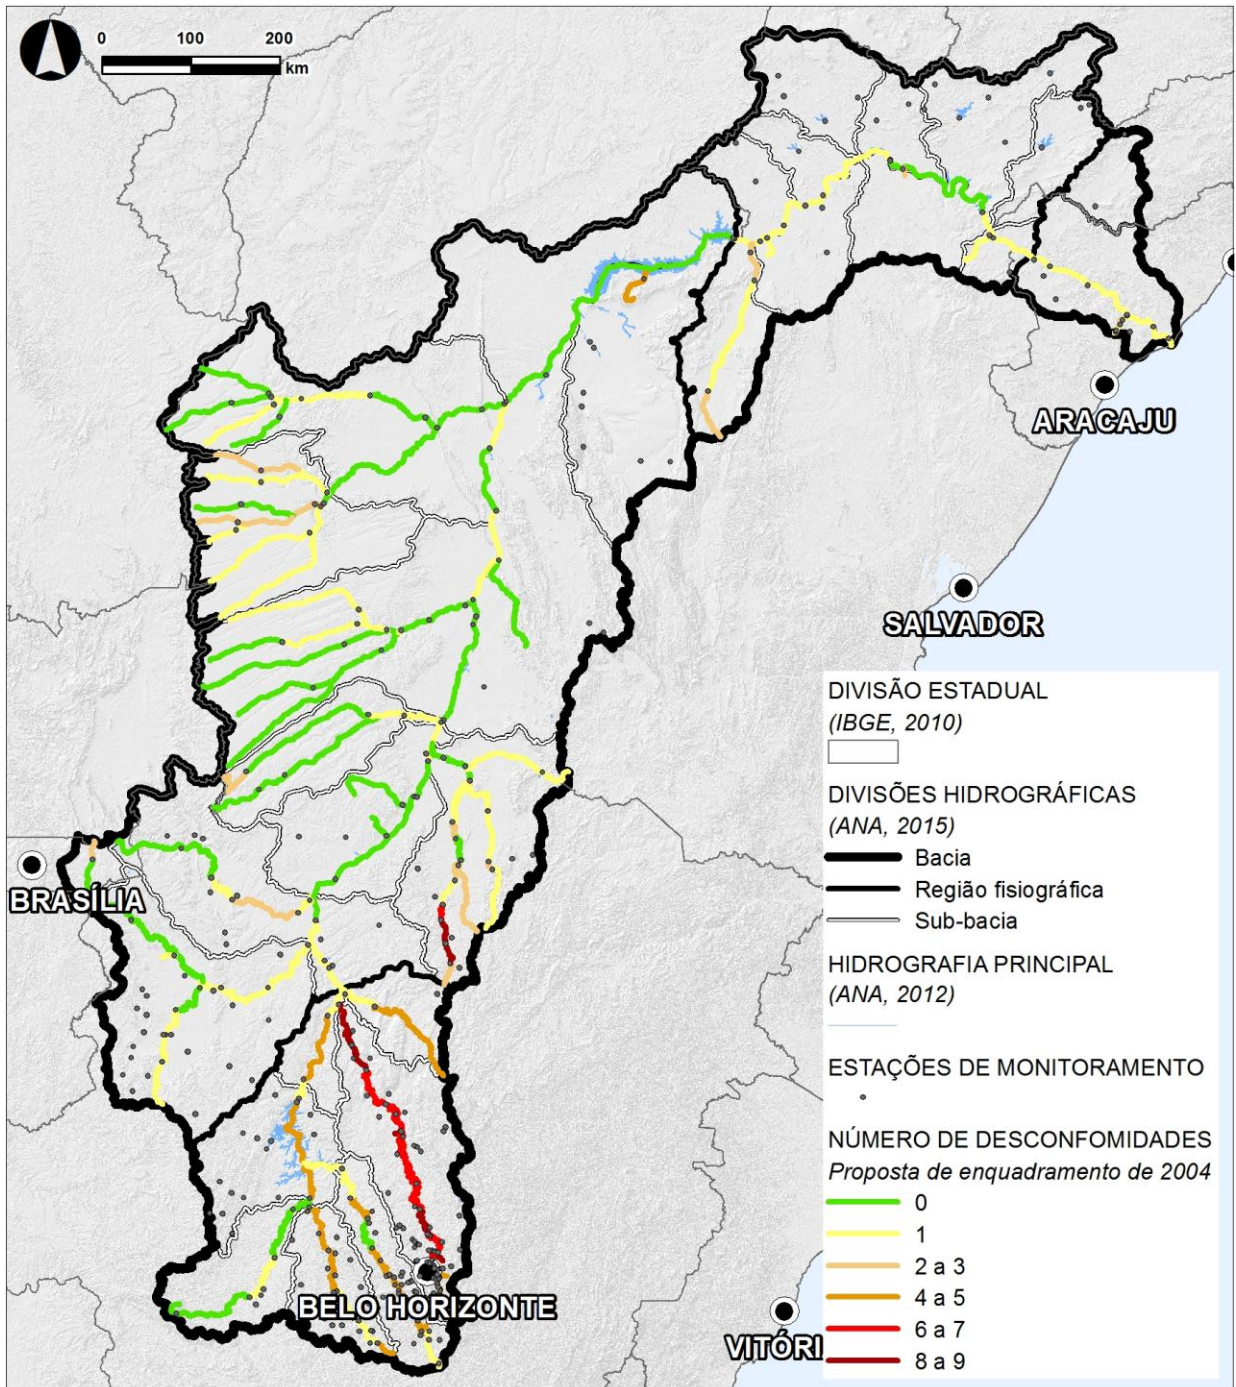 0 100 200
km
ARACAJU
SALVADOR
BRASÍLIA
BELO HORIZONTE
VITÓRI
DIVISÃO ESTADUAL
(IBGE, 2010)
DIVISÕES HIDROGRÁFICAS
(ANA, 2015)
Bacia
Região fisiográfica
Sub-bacia
HIDROGRAFIA PRINCIPAL
(ANA, 2012)
ESTAÇÕES DE MONITORAMENTO
NÚMERO DE DESCONFOMIDADES
Proposta de enquadramento de 2004
0
1
2 a 3
4 a 5
6 a 7
8 a 9